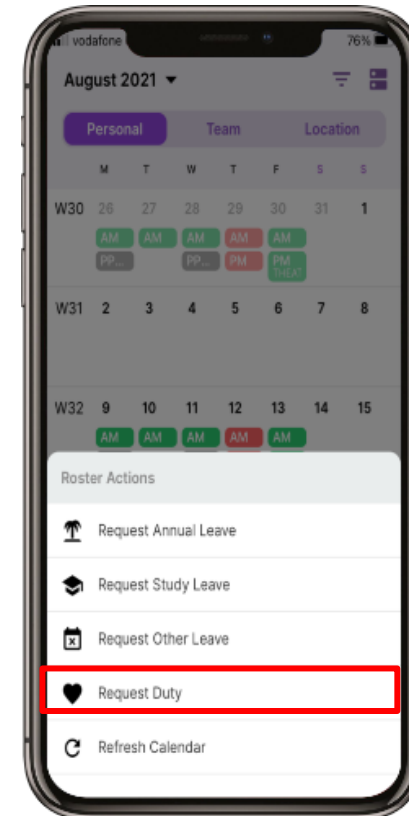 vodafone 76%
August 2021
Personal Team Location
M T W T F S S
W30 26 27 28 29 30 31 1
AM AM AM AM AM
PP... PP... PM PM
THEAT
W31 2 3 4 5 6 7 8
W32 9 10 11 12 13 14 15
AM AM AM AM AM
Roster Actions
Request Annual Leave
Request Study Leave
Request Other Leave
Request Duty
Refresh Calendar